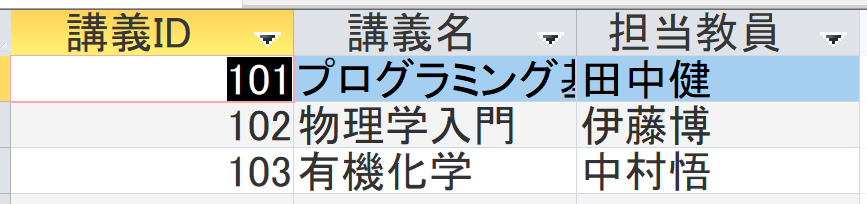 講義ID 講義名 担当教員
101 プログラミング 田中健
102 物理学入門 伊藤博
103 有機化学 中村悟